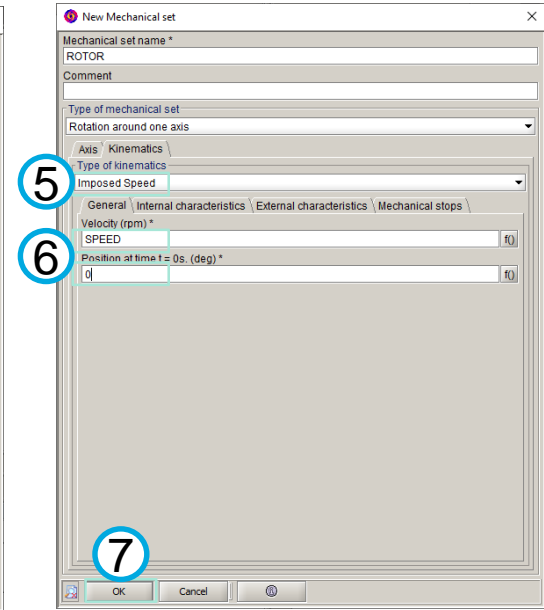 New Mechanical set
Mechanical set name *
ROTOR
Comment
Type of mechanical set
Rotation around one axis
Axis Kinematics
Type of kinematics
5 Imposed Speed
General Internal characteristics External characteristics Mechanical stops
Velocity (rpm) *
SPEED f()
6
Position at time t = 0s. (deg) *
0 f()
7
OK Cancel